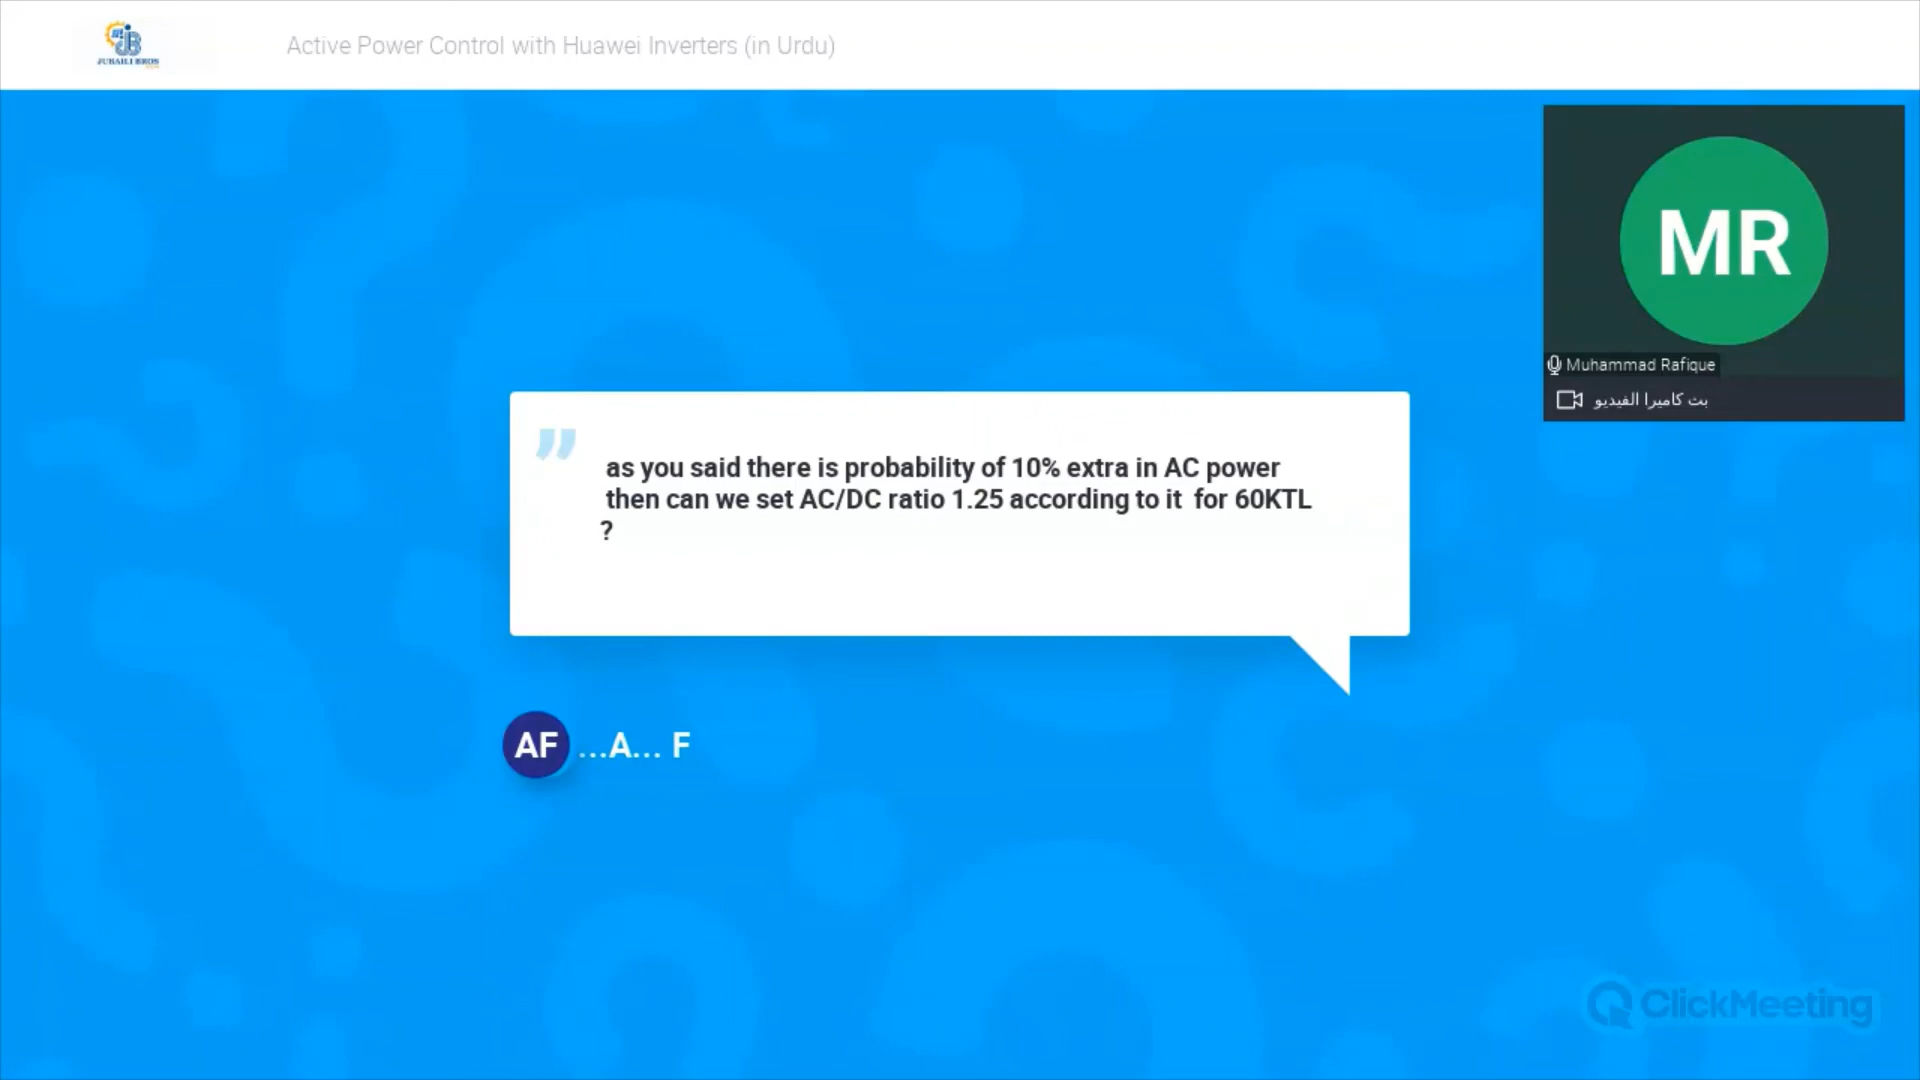 JUBAILI BROS
Active Power Control with Huawei Inverters (in Urdu)
MR
Muhammad Rafique
بث كاميرا الفيديو
as you said there is probability of 10% extra in AC power
then can we set AC/DC ratio 1.25 according to it for 60KTL
?
AF ...A... F
ClickMeeting